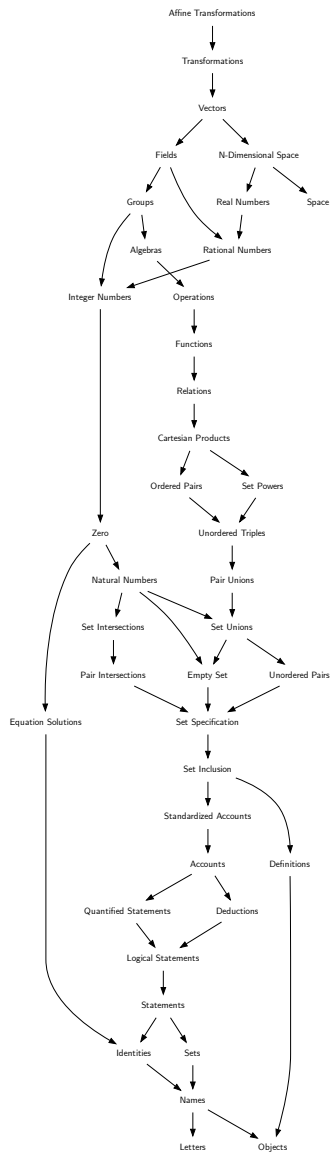 Affine Transformations
Transformations
Vectors
Fields
N-Dimensional Space
Groups
Real Numbers
Space
Algebras
Rational Numbers
Integer Numbers
Operations
Functions
Relations
Cartesian Products
Ordered Pairs
Set Powers
Zero
Unordered Triples
Natural Numbers
Pair Unions
Set Intersections
Set Unions
Pair Intersections
Empty Set
Unordered Pairs
Equation Solutions
Set Specification
Set Inclusion
Standardized Accounts
Accounts
Definitions
Quantified Statements
Deductions
Logical Statements
Statements
Identities
Sets
Names
Letters
Objects